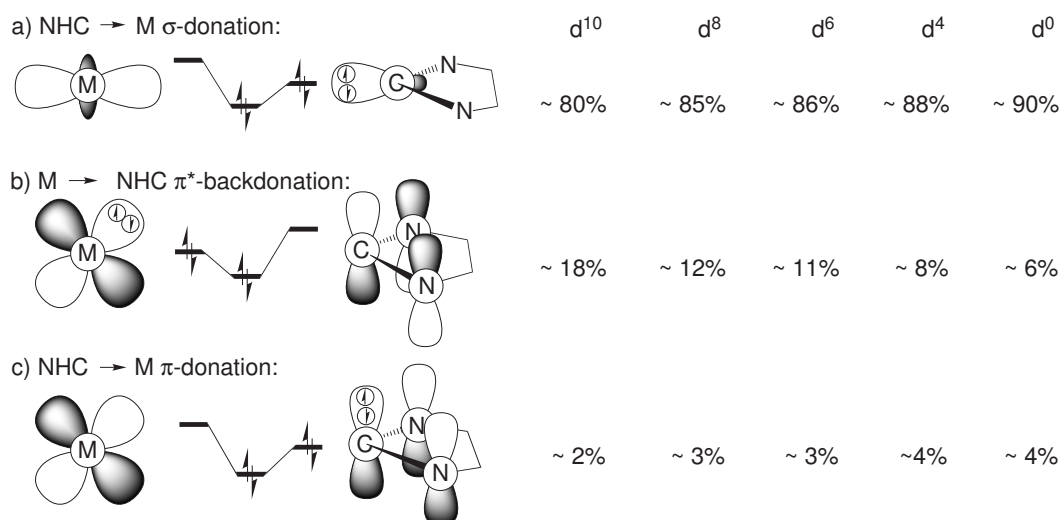 a) NHC → M σ-donation: d¹⁰ d⁸ d⁶ d⁴ d⁰
M C N N ~ 80% ~ 85% ~ 86% ~ 88% ~ 90%
b) M → NHC π*-backdonation:
M C N N ~ 18% ~ 12% ~ 11% ~ 8% ~ 6%
c) NHC → M π-donation:
M C N N ~ 2% ~ 3% ~ 3% ~4% ~ 4%